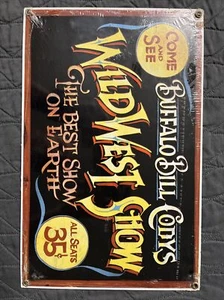 COME
AND
SEE
BUFFALO BILL CODY'S
WILD WEST SHOW
THE BEST SHOW
ON EARTH
ALL SEATS
35¢